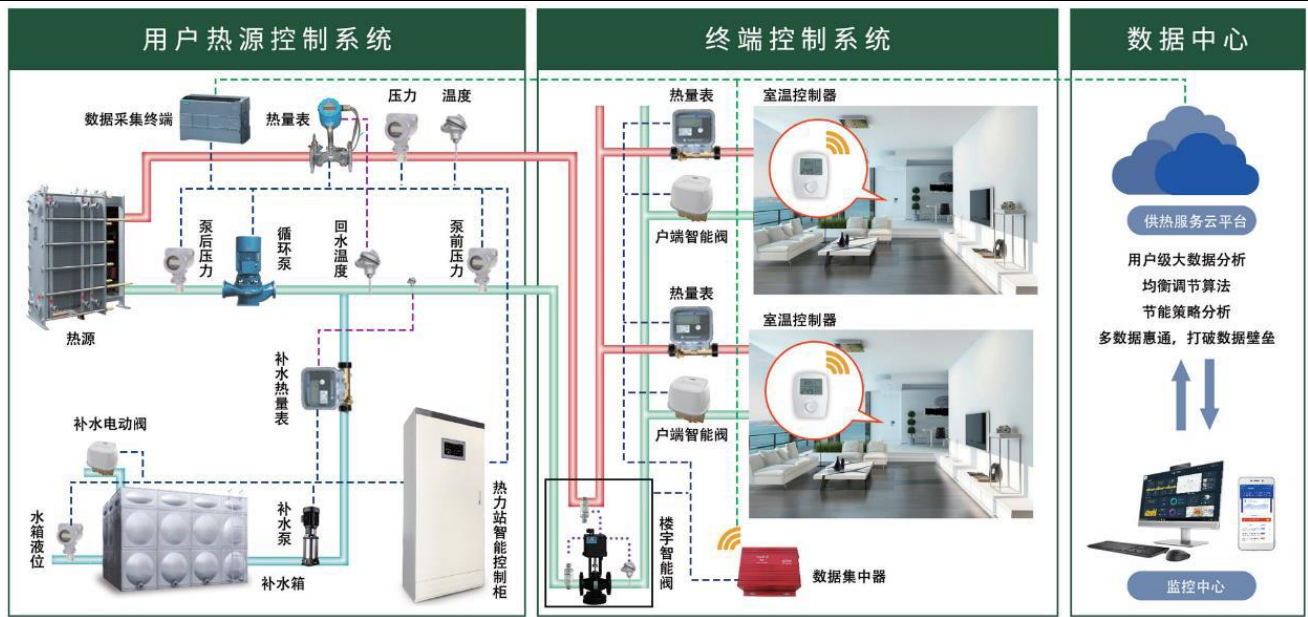 用户热源控制系统
数据采集终端
热量表
压力
温度
泵后压力
循环泵
回水温度
泵前压力
热源
补水热量表
补水电动阀
水箱液位
补水泵
补水箱
热力站智能控制柜
终端控制系统
热量表
室温控制器
户端智能阀
热量表
室温控制器
户端智能阀
楼宇智能阀
数据集中器
数据中心
供热服务云平台
用户级大数据分析
均衡调节算法
节能策略分析
多数据惠通，打破数据壁垒
监控中心